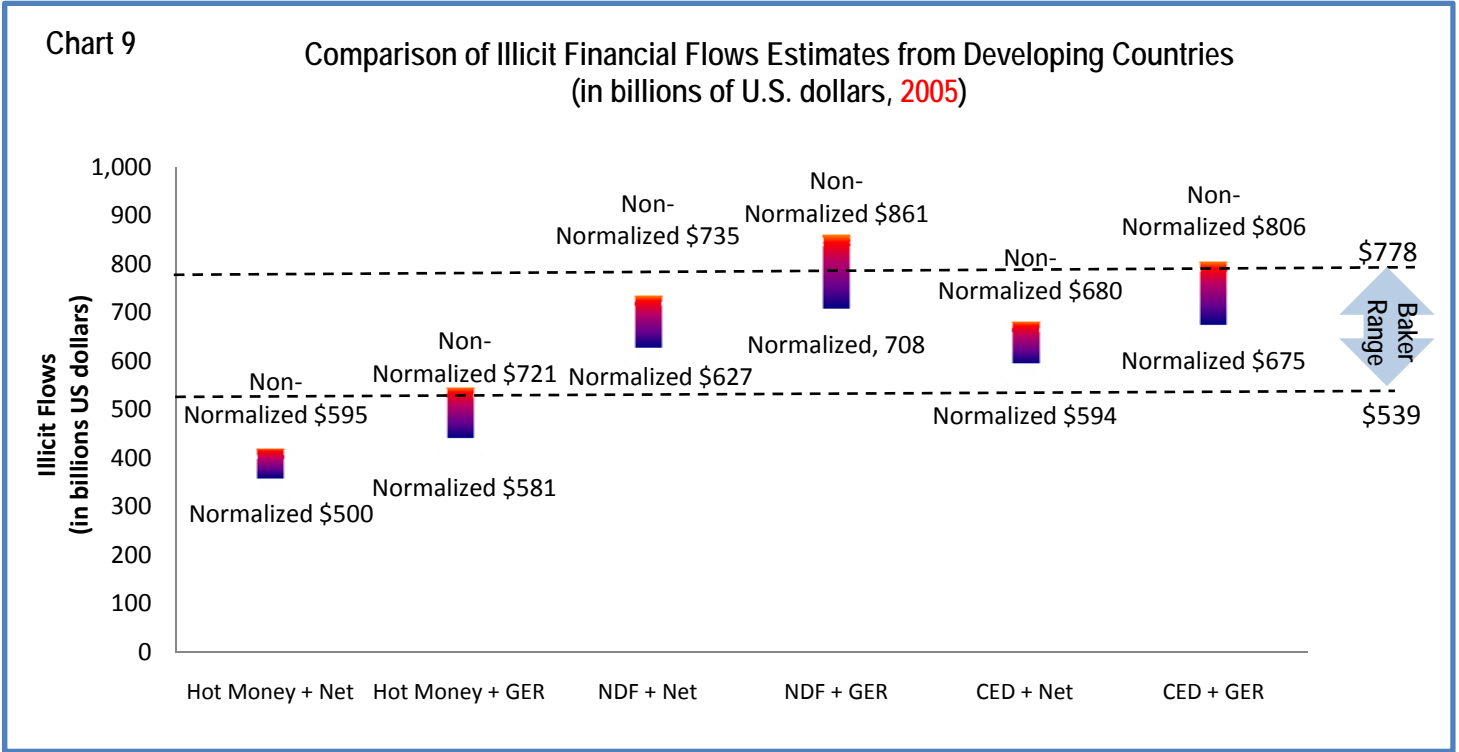 Chart 9
Comparison of Illicit Financial Flows Estimates from Developing Countries
(in billions of U.S. dollars, 2005)
Illicit Flows
(in billions US dollars)
1,000
900
800
700
600
500
400
300
200
100
0
Non-
Normalized $595
Normalized $500
Non-
Normalized $721
Normalized $581
Non-
Normalized $735
Normalized $627
Non-
Normalized $861
Normalized, 708
Non-
Normalized $680
Normalized $594
Non-
Normalized $806
Normalized $675
$778
Baker
Range
$539
Hot Money + Net
Hot Money + GER
NDF + Net
NDF + GER
CED + Net
CED + GER